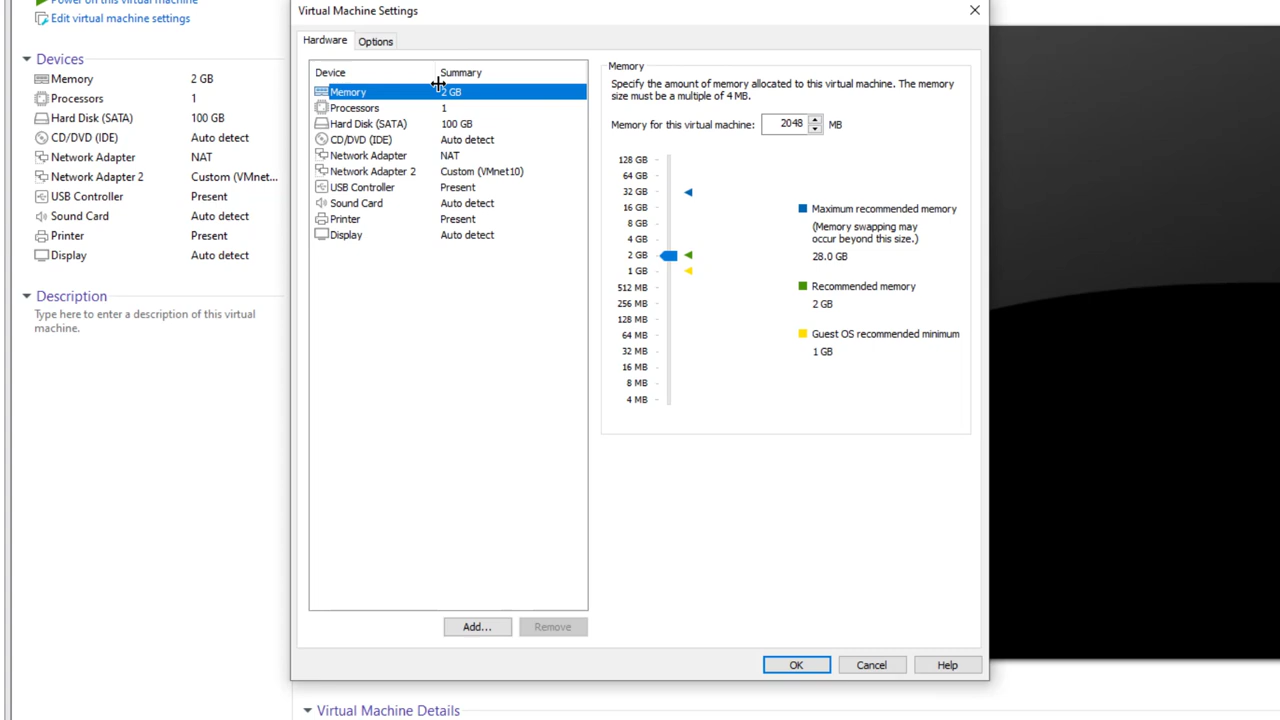 Power on this virtual machine
Edit virtual machine settings
Devices
Memory 2 GB
Processors 1
Hard Disk (SATA) 100 GB
CD/DVD (IDE) Auto detect
Network Adapter NAT
Network Adapter 2 Custom (VMnet...
USB Controller Present
Sound Card Auto detect
Printer Present
Display Auto detect
Description
Type here to enter a description of this virtual
machine.
Virtual Machine Settings
Hardware Options
Device Summary
Memory 2 GB
Processors 1
Hard Disk (SATA) 100 GB
CD/DVD (IDE) Auto detect
Network Adapter NAT
Network Adapter 2 Custom (VMnet10)
USB Controller Present
Sound Card Auto detect
Printer Present
Display Auto detect
Add... Remove
Memory
Specify the amount of memory allocated to this virtual machine. The memory
size must be a multiple of 4 MB.
Memory for this virtual machine: 2048 MB
128 GB
64 GB
32 GB
16 GB
8 GB
4 GB
2 GB
1 GB
512 MB
256 MB
128 MB
64 MB
32 MB
16 MB
8 MB
4 MB
Maximum recommended memory
(Memory swapping may
occur beyond this size.)
28.0 GB
Recommended memory
2 GB
Guest OS recommended minimum
1 GB
OK Cancel Help
Virtual Machine Details